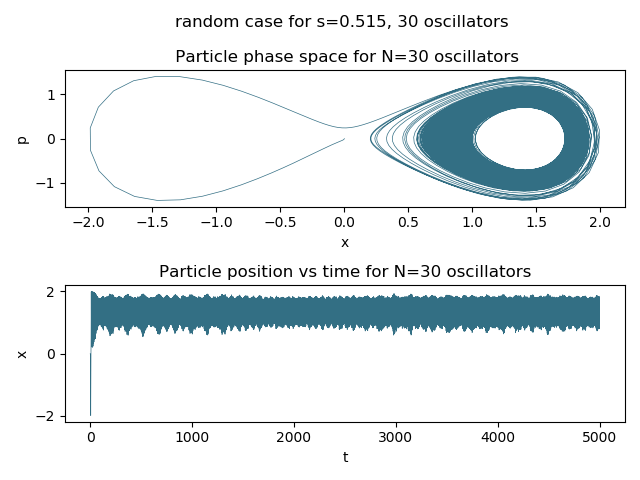 random case for s=0.515, 30 oscillators
Particle phase space for N=30 oscillators
p
1
0
−1
−2.0 −1.5 −1.0 −0.5 0.0 0.5 1.0 1.5 2.0
x
Particle position vs time for N=30 oscillators
x
2
0
−2
0 1000 2000 3000 4000 5000
t